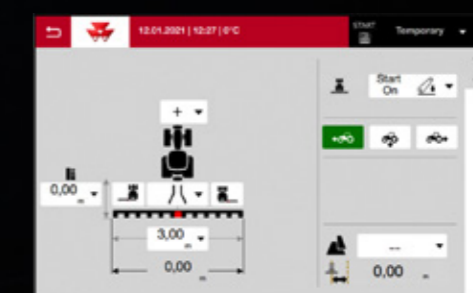 12.01.2021 | 12:27 | 0°C
START
Temporary
Start
On
+
0,00
3,00
0,00
--
0,00